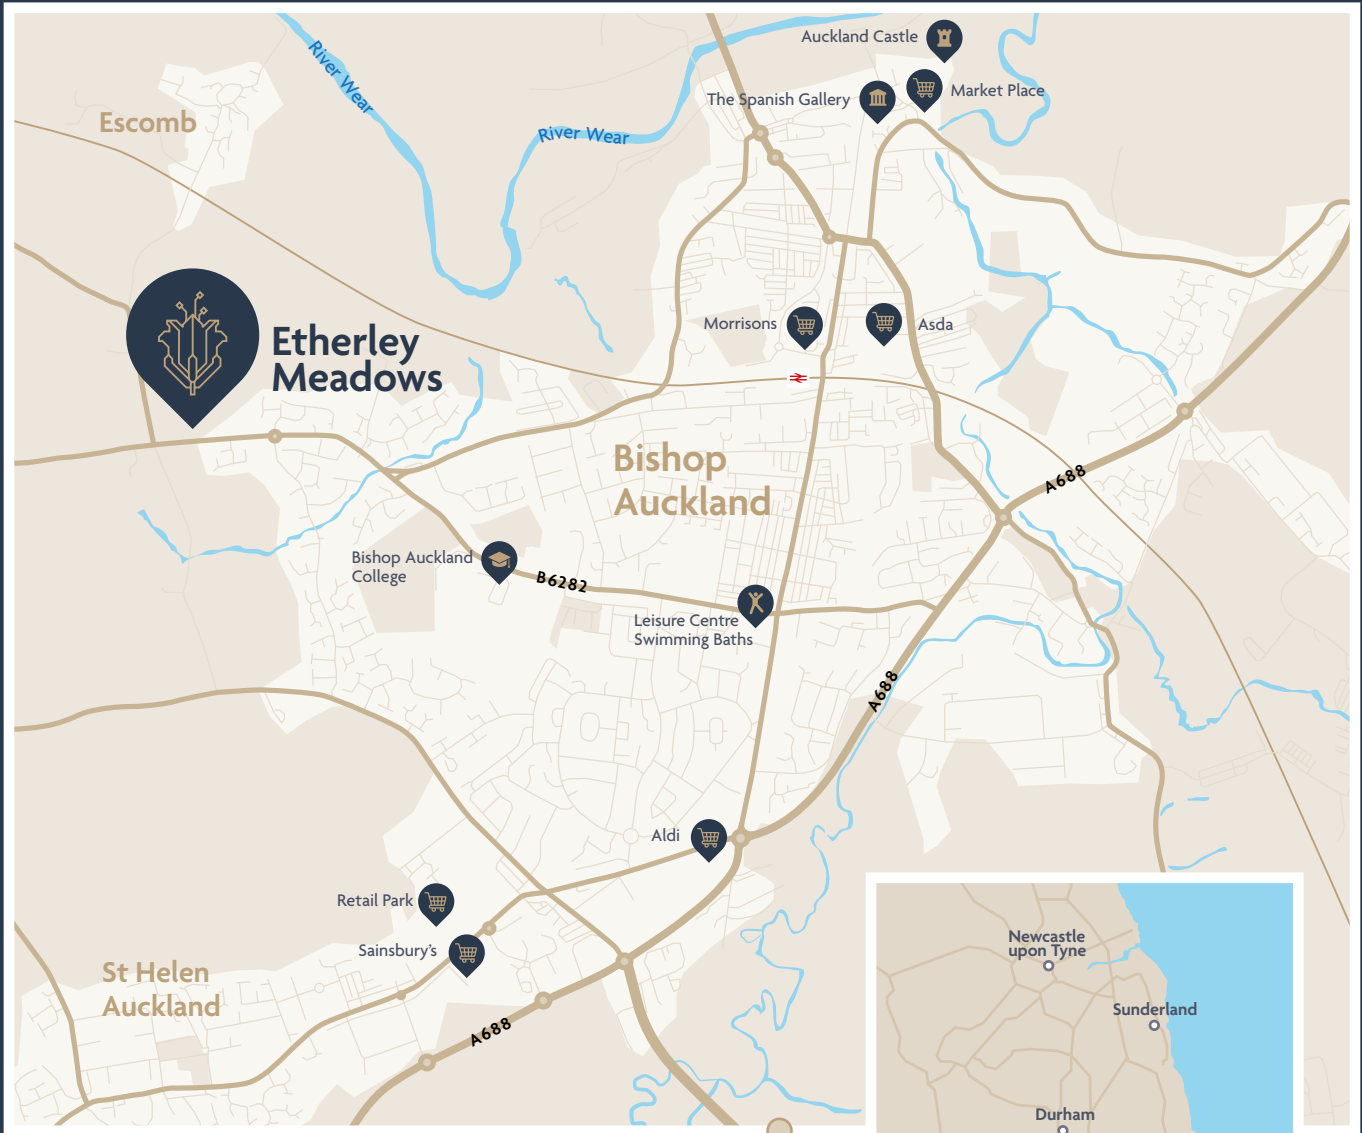 Auckland Castle
River Wear
The Spanish Gallery
Market Place
Escomb
River Wear
Morrisons
Asda
Etherley
Meadows
Bishop
Auckland
A688
Bishop Auckland
College
B6282
Leisure Centre
Swimming Baths
A688
Aldi
Retail Park
Sainsbury's
St Helen
Auckland
A688
Newcastle
upon Tyne
Sunderland
Durham